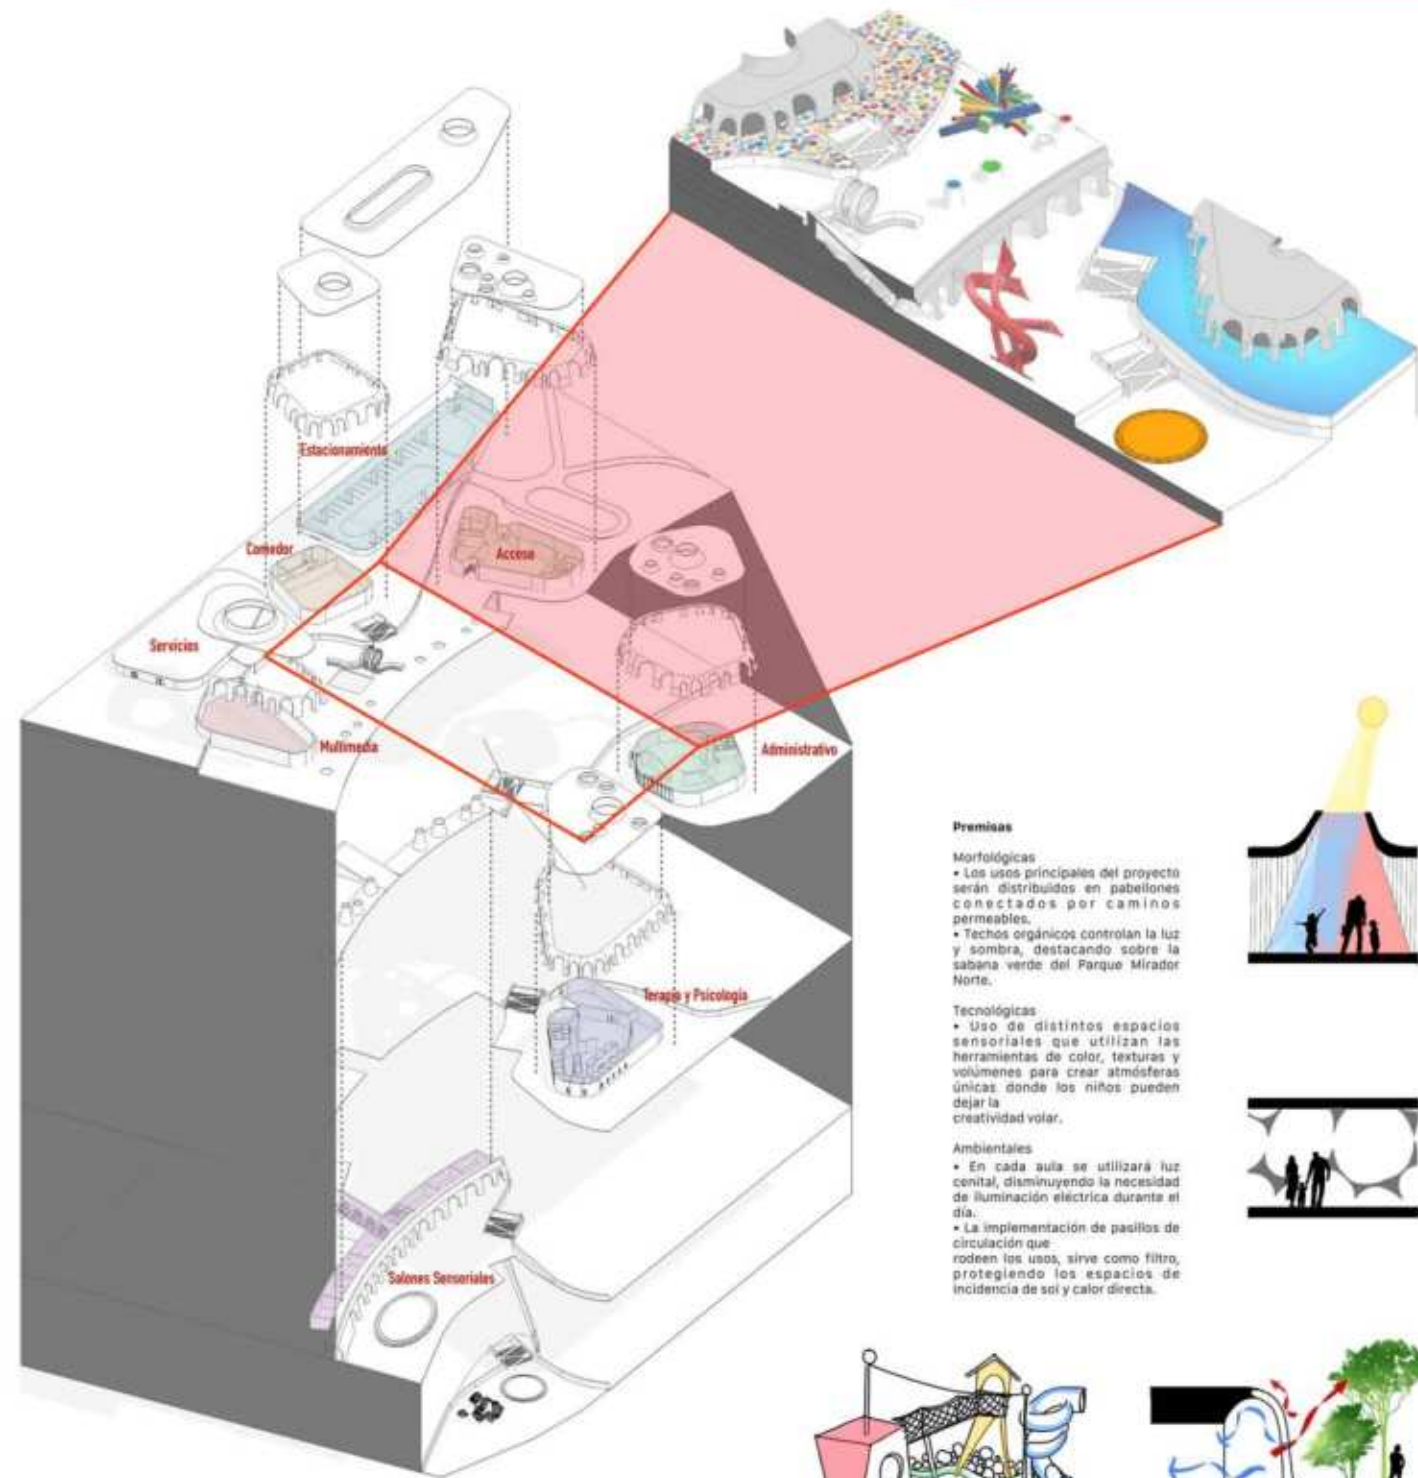 Estacionamiento
Comedor
Acceso
Servicios
Multimedia
Administrativo
Terapia y Psicología
Salones Sensoriales
Premisas
Morfológicas
• Los usos principales del proyecto
serán distribuidos en pabellones
conectados por caminos
permeables.
• Techos orgánicos controlan la luz
y sombra, destacando sobre la
sabana verde del Parque Mirador
Norte.
Tecnológicas
• Uso de distintos espacios
sensoriales que utilizan las
herramientas de color, texturas y
volúmenes para crear atmósferas
únicas donde los niños pueden
dejar la
creatividad volar.
Ambientales
• En cada aula se utilizará luz
cenital, disminuyendo la necesidad
de iluminación eléctrica durante el
día.
• La implementación de pasillos de
circulación que
rodeen los usos, sirve como filtro,
protegiendo los espacios de
incidencia de sol y calor directa.